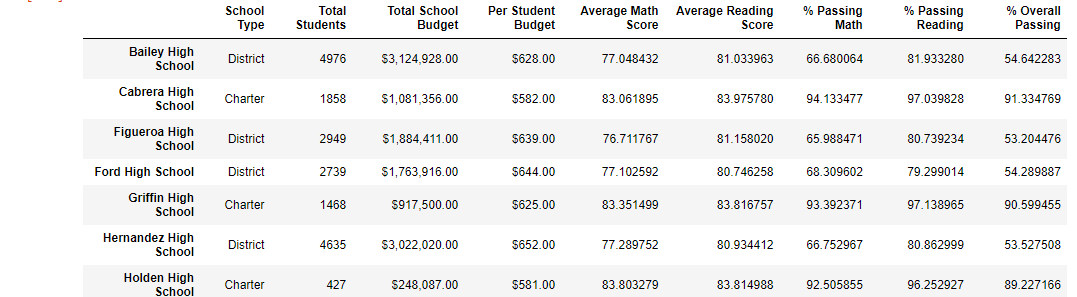 School Type Total Students Total School Budget Per Student Budget Average Math Score Average Reading Score % Passing Math % Passing Reading % Overall Passing
Bailey High School District 4976 $3,124,928.00 $628.00 77.048432 81.033963 66.680064 81.933280 54.642283
Cabrera High School Charter 1858 $1,081,356.00 $582.00 83.061895 83.975780 94.133477 97.039828 91.334769
Figueroa High School District 2949 $1,884,411.00 $639.00 76.711767 81.158020 65.988471 80.739234 53.204476
Ford High School District 2739 $1,763,916.00 $644.00 77.102592 80.746258 68.309602 79.299014 54.289887
Griffin High School Charter 1468 $917,500.00 $625.00 83.351499 83.816757 93.392371 97.138965 90.599455
Hernandez High School District 4635 $3,022,020.00 $652.00 77.289752 80.934412 66.752967 80.862999 53.527508
Holden High School Charter 427 $248,087.00 $581.00 83.803279 83.814988 92.505855 96.252927 89.227166